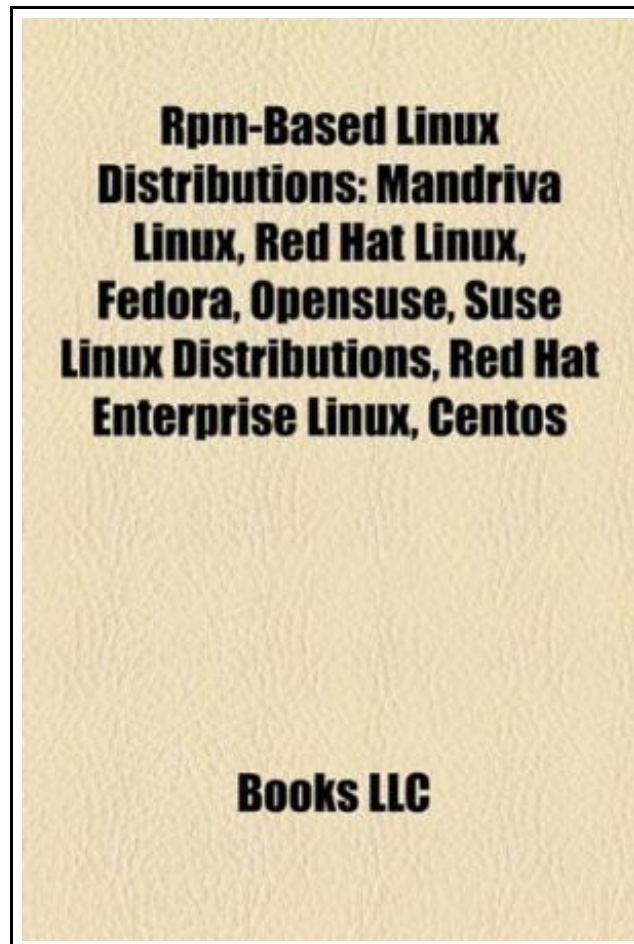 Rpm-Based Linux
Distributions: Mandriva
Linux, Red Hat Linux,
Fedora, Opensuse, Suse
Linux Distributions, Red Hat
Enterprise Linux, Centos
Books LLC